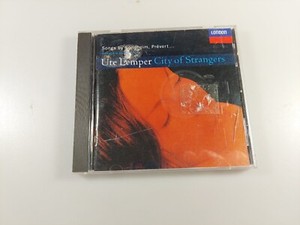 LONDON
Songs by Sondheim, Prévert...
Ute Lemper City of Strangers